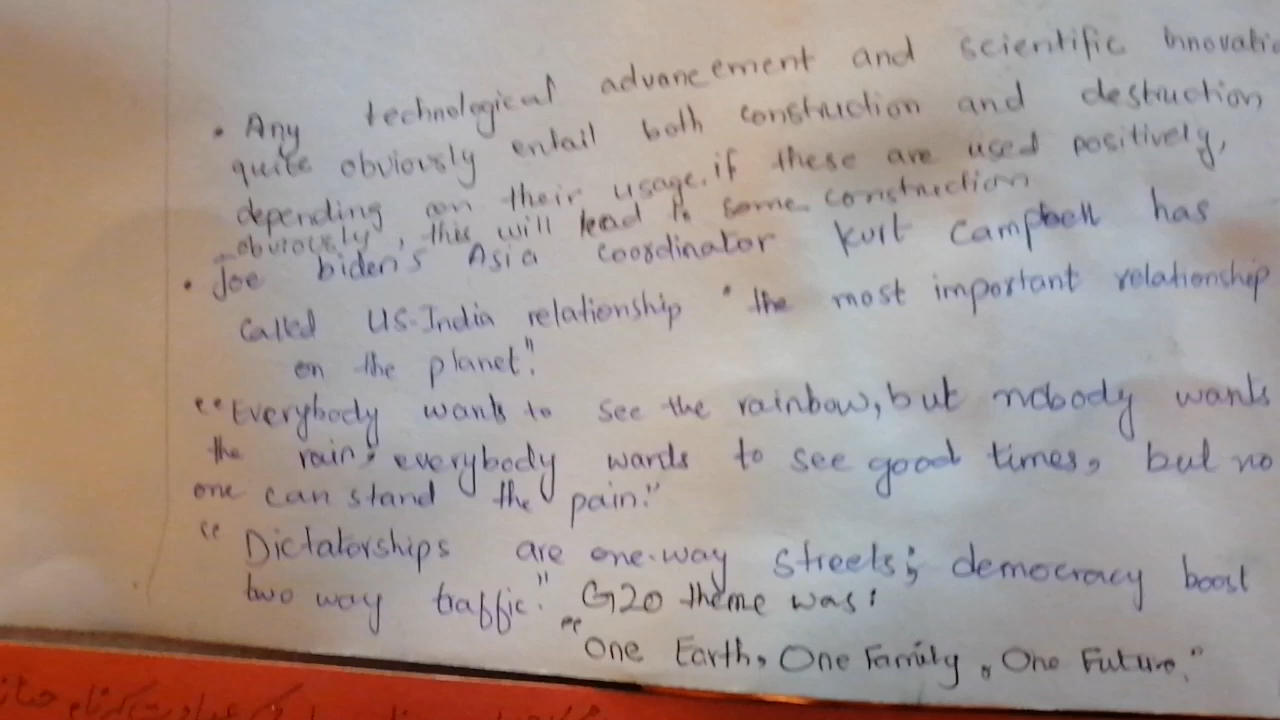 • Any technological advancement and scientific innovatio
quite obviously entail both construction and destruction,
depending on their usage. if these are used positively,
obviously, this will lead to some construction
• Joe biden's Asia coordinator kurt campbell has
called US-India relationship "the most important relationship
on the planet".
"Everybody wants to see the rainbow, but nobody wants
the rain, everybody wants to see good times, but no
one can stand the pain."
"Dictatorships are one-way streets; democracy boost
two way traffic". G20 theme was:
"One Earth, One Family, One Future."